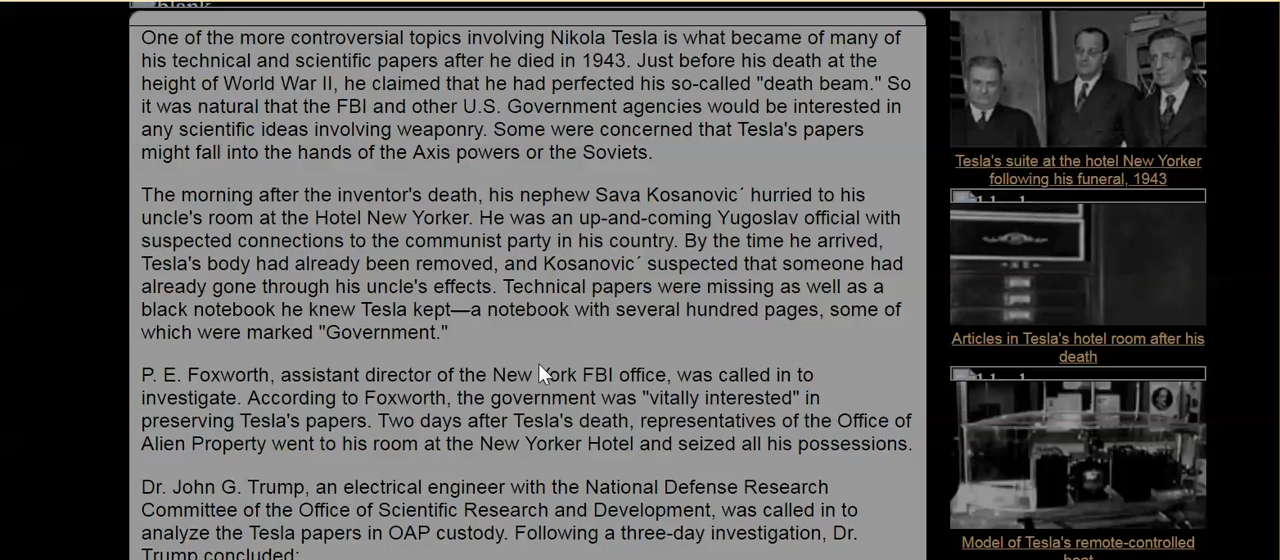 blank
One of the more controversial topics involving Nikola Tesla is what became of many of
his technical and scientific papers after he died in 1943. Just before his death at the
height of World War II, he claimed that he had perfected his so-called "death beam." So
it was natural that the FBI and other U.S. Government agencies would be interested in
any scientific ideas involving weaponry. Some were concerned that Tesla's papers
might fall into the hands of the Axis powers or the Soviets.
The morning after the inventor's death, his nephew Sava Kosanovic´ hurried to his
uncle's room at the Hotel New Yorker. He was an up-and-coming Yugoslav official with
suspected connections to the communist party in his country. By the time he arrived,
Tesla's body had already been removed, and Kosanovic´ suspected that someone had
already gone through his uncle's effects. Technical papers were missing as well as a
black notebook he knew Tesla kept—a notebook with several hundred pages, some of
which were marked "Government."
P. E. Foxworth, assistant director of the New York FBI office, was called in to
investigate. According to Foxworth, the government was "vitally interested" in
preserving Tesla's papers. Two days after Tesla's death, representatives of the Office of
Alien Property went to his room at the New Yorker Hotel and seized all his possessions.
Dr. John G. Trump, an electrical engineer with the National Defense Research
Committee of the Office of Scientific Research and Development, was called in to
analyze the Tesla papers in OAP custody. Following a three-day investigation, Dr.
Trump concluded:
Tesla's suite at the hotel New Yorker
following his funeral, 1943
Articles in Tesla's hotel room after his
death
Model of Tesla's remote-controlled
boat